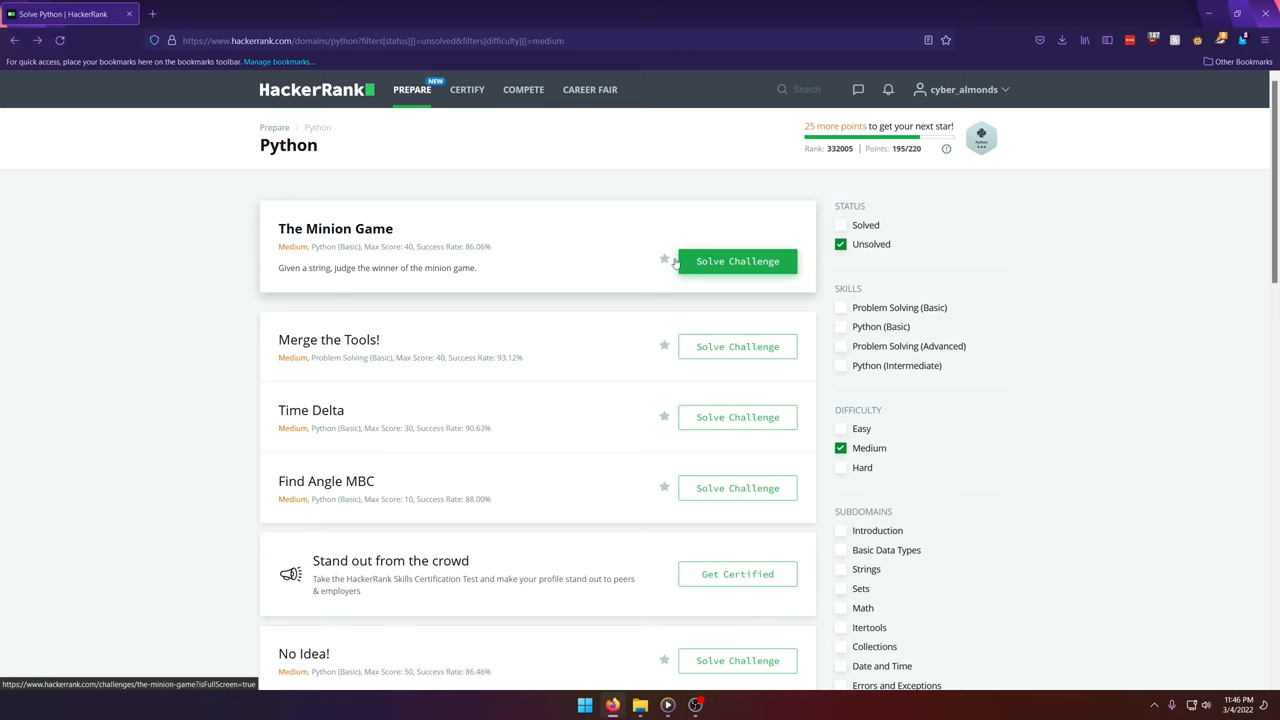 Solve Python | HackerRank
https://www.hackerrank.com/domains/python?filters[status][]=unsolved&filters[difficulty][]=medium
187
9
8
For quick access, place your bookmarks here on the bookmarks toolbar. Manage bookmarks...
Other Bookmarks
HackerRank
PREPARE
NEW
CERTIFY
COMPETE
CAREER FAIR
Search
cyber_almonds
Prepare > Python
Python
25 more points to get your next star!
Rank: 332005 | Points: 195/220
Python
The Minion Game
Medium, Python (Basic), Max Score: 40, Success Rate: 86.06%
Given a string, judge the winner of the minion game.
Solve Challenge
Merge the Tools!
Medium, Problem Solving (Basic), Max Score: 40, Success Rate: 93.12%
Solve Challenge
Time Delta
Medium, Python (Basic), Max Score: 30, Success Rate: 90.63%
Solve Challenge
Find Angle MBC
Medium, Python (Basic), Max Score: 10, Success Rate: 88.00%
Solve Challenge
Stand out from the crowd
Take the HackerRank Skills Certification Test and make your profile stand out to peers
& employers
Get Certified
No Idea!
Medium, Python (Basic), Max Score: 50, Success Rate: 86.46%
Solve Challenge
STATUS
Solved
Unsolved
SKILLS
Problem Solving (Basic)
Python (Basic)
Problem Solving (Advanced)
Python (Intermediate)
DIFFICULTY
Easy
Medium
Hard
SUBDOMAINS
Introduction
Basic Data Types
Strings
Sets
Math
Itertools
Collections
Date and Time
Errors and Exceptions
https://www.hackerrank.com/challenges/the-minion-game?isFullScreen=true
11:46 PM
3/4/2022